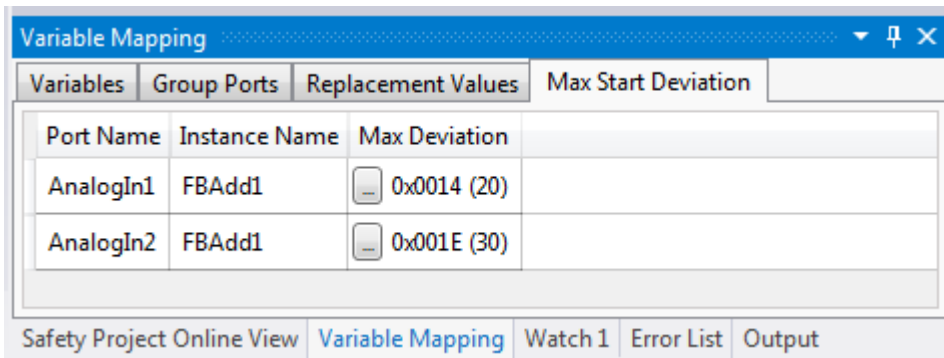 Variable Mapping
Variables Group Ports Replacement Values Max Start Deviation
Port Name Instance Name Max Deviation
AnalogIn1 FBAdd1 ... 0x0014 (20)
AnalogIn2 FBAdd1 ... 0x001E (30)
Safety Project Online View Variable Mapping Watch 1 Error List Output